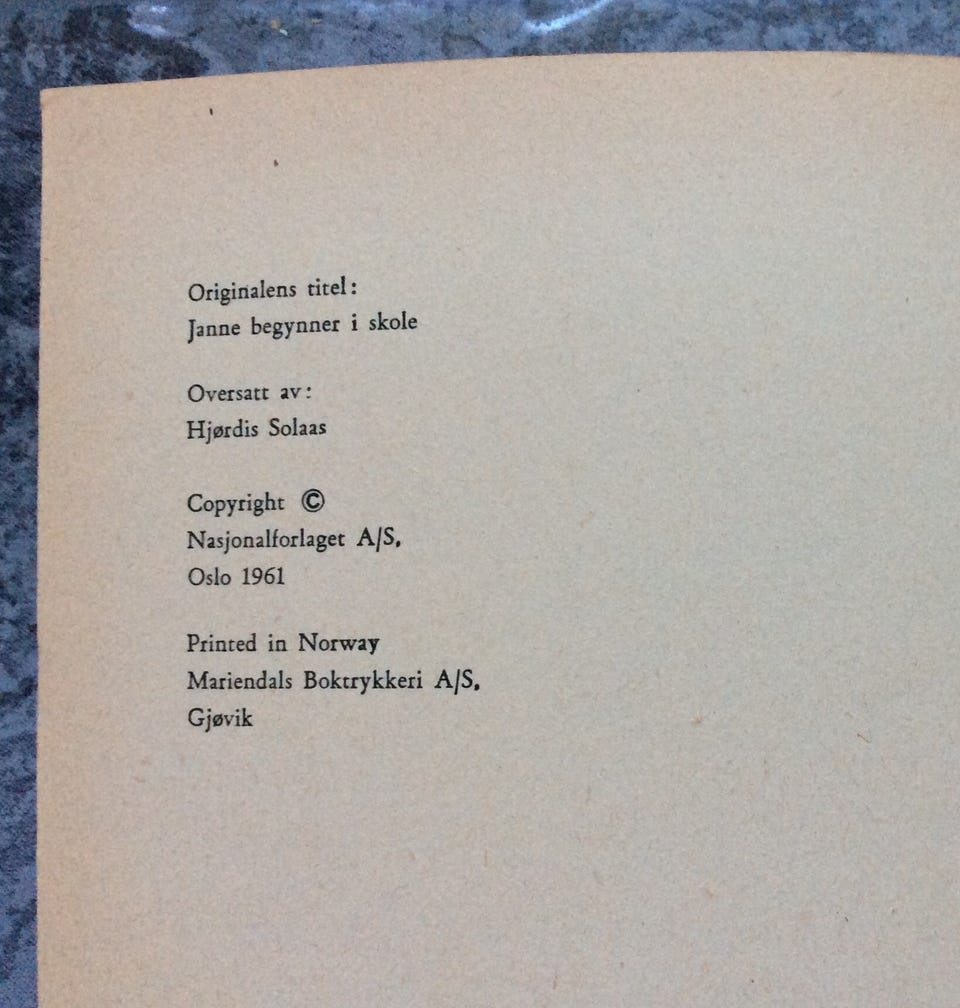 Originalens titel:
Janne begynner i skole
Oversatt av:
Hjørdis Solaas
Copyright ©
Nasjonalforlaget A/S,
Oslo 1961
Printed in Norway
Mariendals Boktrykkeri A/S,
Gjøvik